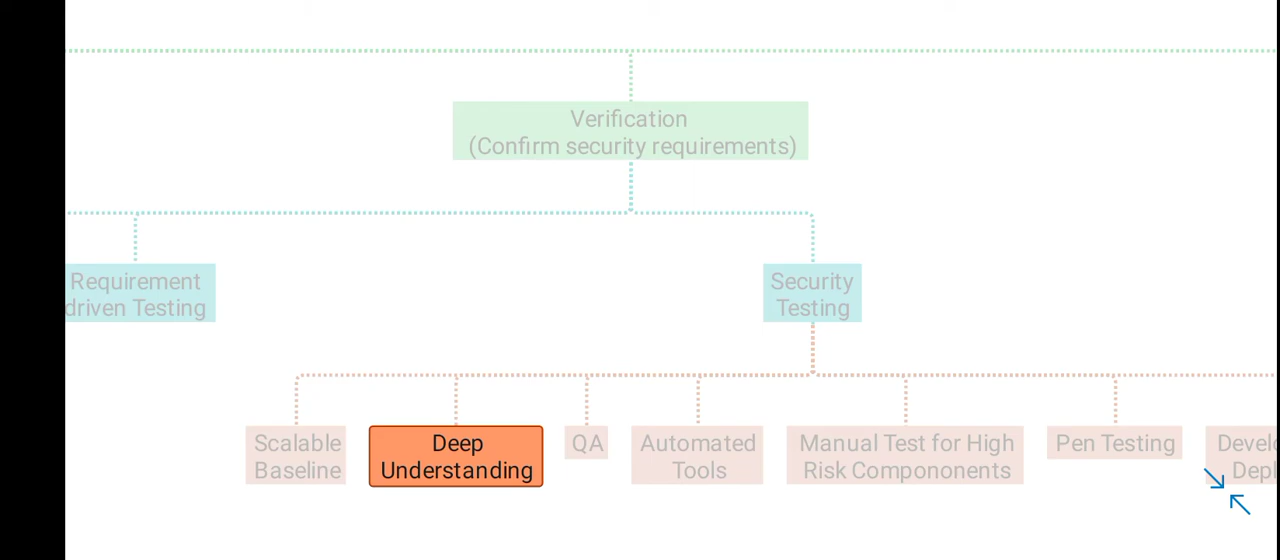 Verification
(Confirm security requirements)
Requirement
driven Testing
Security
Testing
Scalable
Baseline
Deep
Understanding
QA
Automated
Tools
Manual Test for High
Risk Compononents
Pen Testing